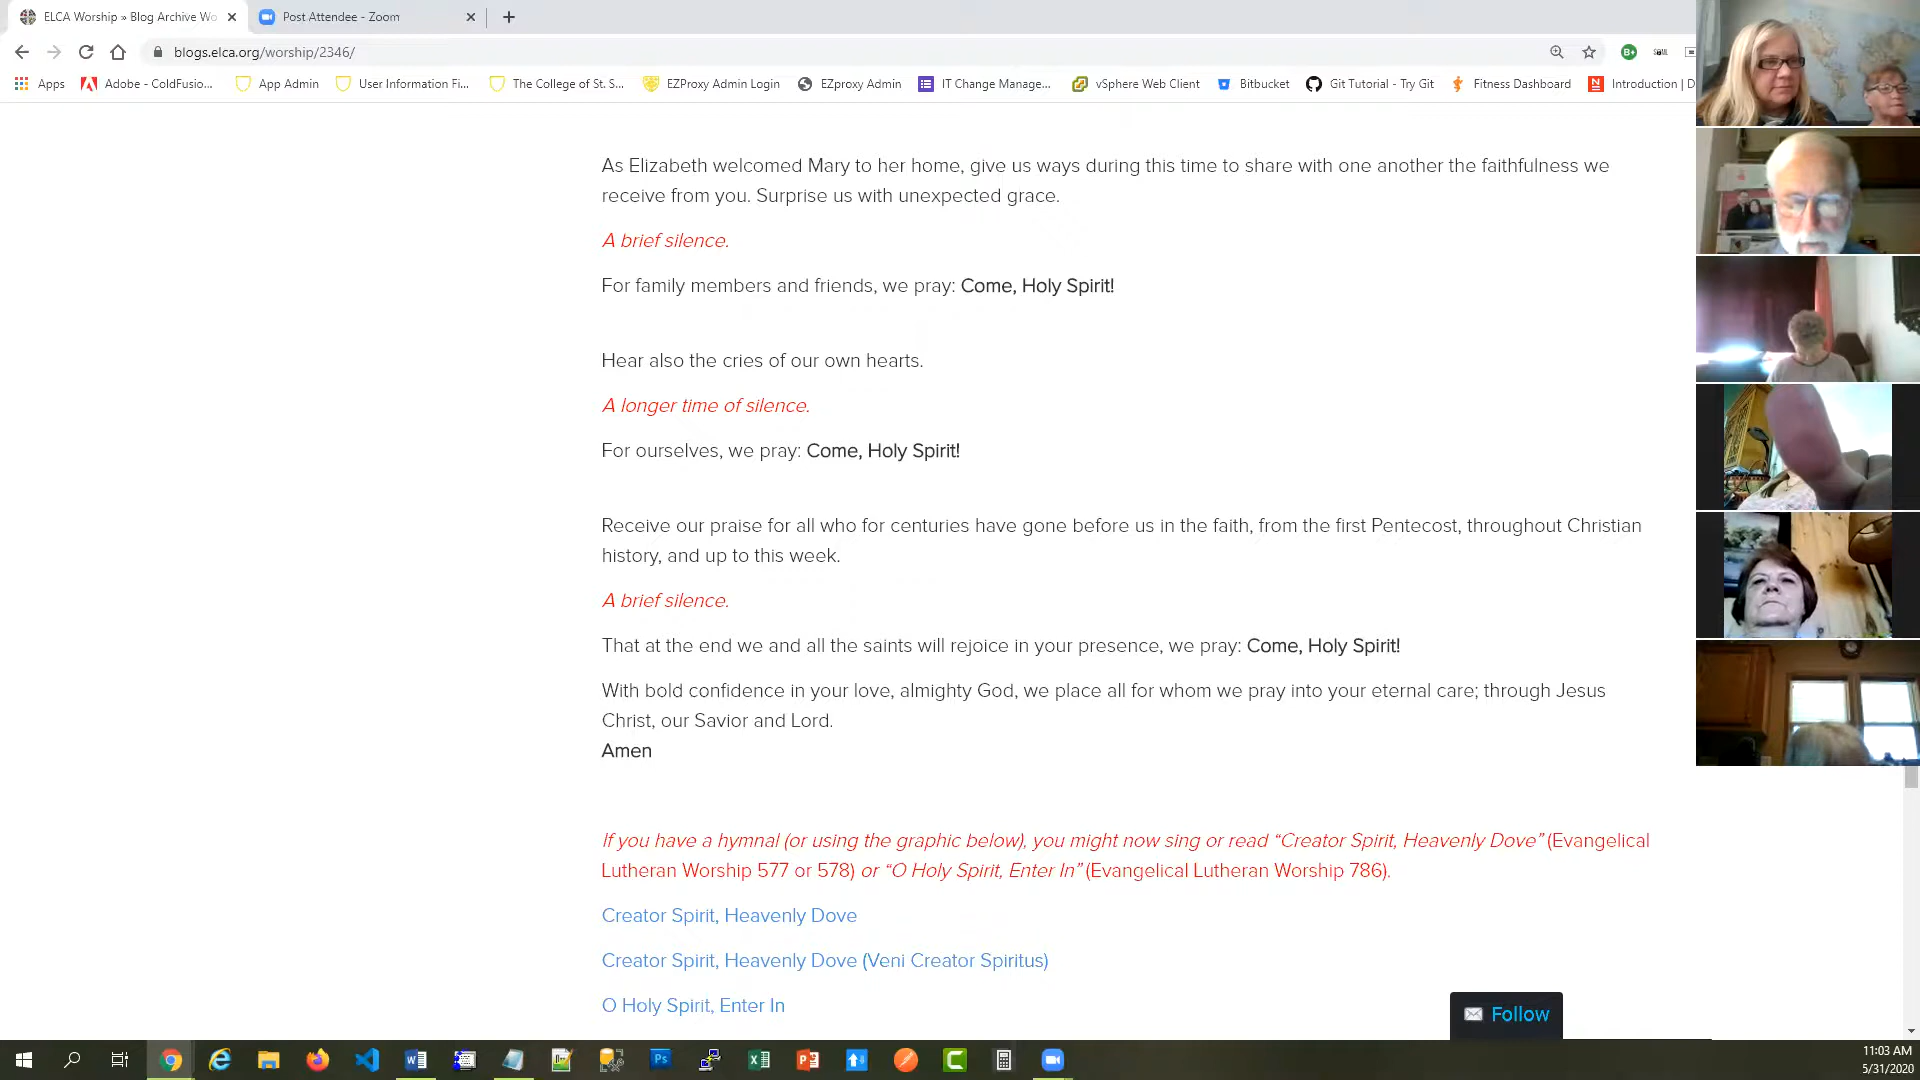 ELCA Worship » Blog Archive Wo
Post Attendee - Zoom
blogs.elca.org/worship/2346/
Apps
Adobe - ColdFusio...
App Admin
User Information Fi...
The College of St. S...
EZProxy Admin Login
EZproxy Admin
IT Change Manage...
vSphere Web Client
Bitbucket
Git Tutorial - Try Git
Fitness Dashboard
Introduction | D
As Elizabeth welcomed Mary to her home, give us ways during this time to share with one another the faithfulness we
receive from you. Surprise us with unexpected grace.
A brief silence.
For family members and friends, we pray: Come, Holy Spirit!
Hear also the cries of our own hearts.
A longer time of silence.
For ourselves, we pray: Come, Holy Spirit!
Receive our praise for all who for centuries have gone before us in the faith, from the first Pentecost, throughout Christian
history, and up to this week.
A brief silence.
That at the end we and all the saints will rejoice in your presence, we pray: Come, Holy Spirit!
With bold confidence in your love, almighty God, we place all for whom we pray into your eternal care; through Jesus
Christ, our Savior and Lord.
Amen
If you have a hymnal (or using the graphic below), you might now sing or read “Creator Spirit, Heavenly Dove” (Evangelical
Lutheran Worship 577 or 578) or “O Holy Spirit, Enter In” (Evangelical Lutheran Worship 786).
Creator Spirit, Heavenly Dove
Creator Spirit, Heavenly Dove (Veni Creator Spiritus)
O Holy Spirit, Enter In
Follow
11:03 AM
5/31/2020